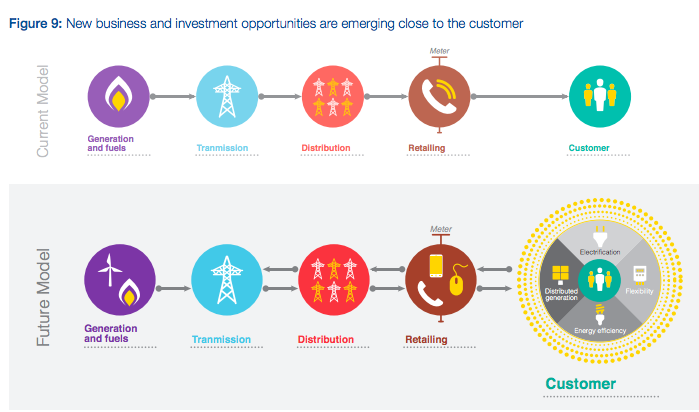 Figure 9: New business and investment opportunities are emerging close to the customer
Current Model
Meter
Generation
and fuels
Tranmission
Distribution
Retailing
Customer
Future Model
Meter
Generation
and fuels
Tranmission
Distribution
Retailing
Electrification
Distributed
generation
Flexibility
Energy efficiency
Customer